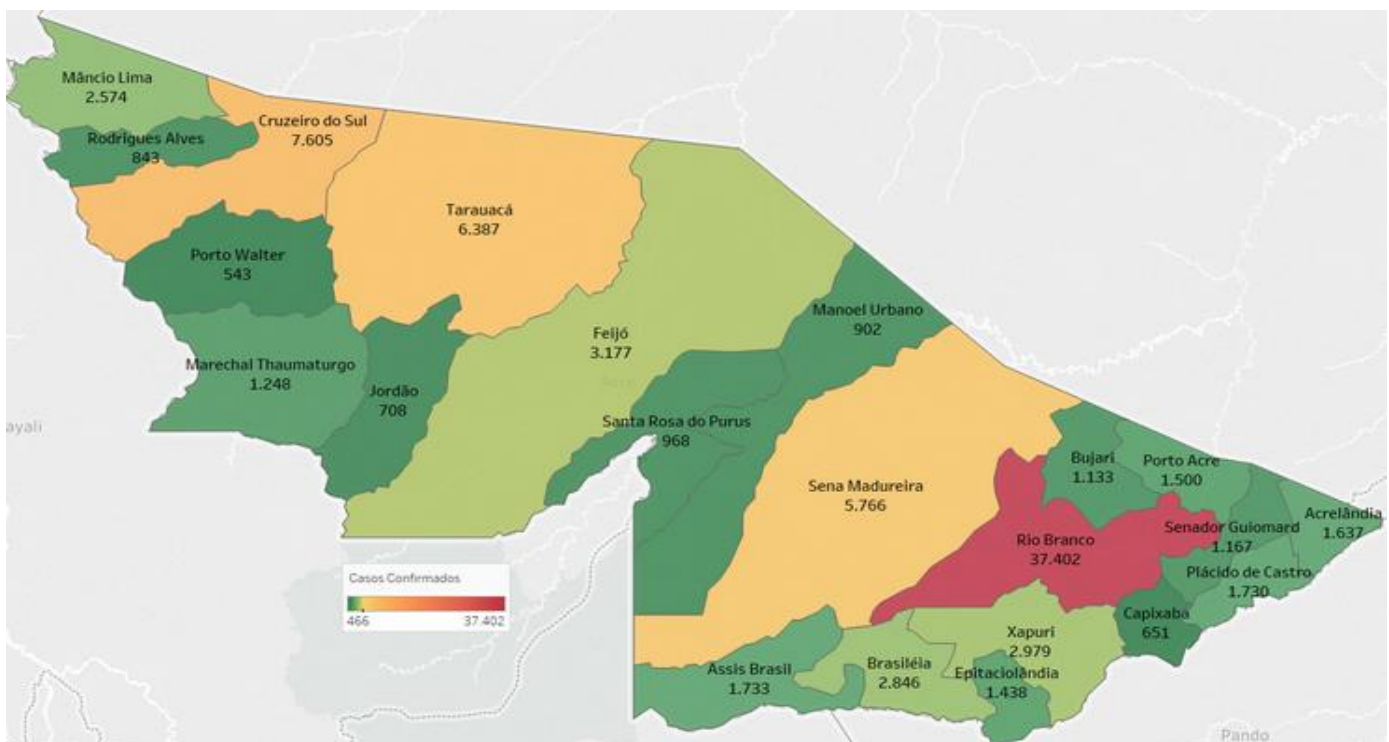 Mâncio Lima
2.574
Rodrigues Alves
843
Cruzeiro do Sul
7.605
Tarauacá
6.387
Porto Walter
543
Marechal Thaumaturgo
1.248
Jordão
708
Feijó
3.177
Manoel Urbano
902
Santa Rosa do Purus
968
Sena Madureira
5.766
Bujari
1.133
Porto Acre
1.500
Rio Branco
37.402
Senador Guiomard
1.167
Acrelândia
1.637
Plácido de Castro
1.730
Capixaba
651
Xapuri
2.979
Epitaciolândia
1.438
Brasiléia
2.846
Assis Brasil
1.733
ayali
Pando
Casos Confirmados
466 37.402